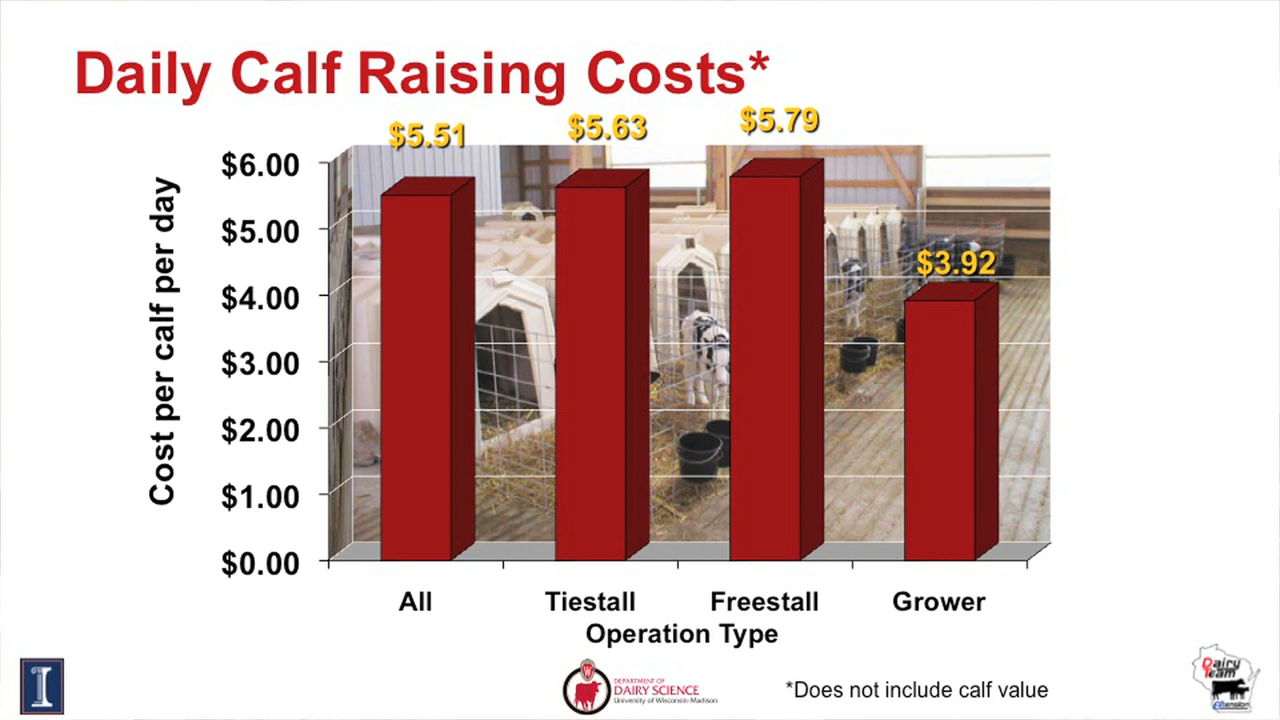 Daily Calf Raising Costs*
$5.51
$5.63
$5.79
$3.92
Cost per calf per day
$6.00
$5.00
$4.00
$3.00
$2.00
$1.00
$0.00
All
Tiestall
Freestall
Grower
Operation Type
I
W
DEPARTMENT OF
DAIRY SCIENCE
University of Wisconsin-Madison
*Does not include calf value
Dairy
Team
eXtension